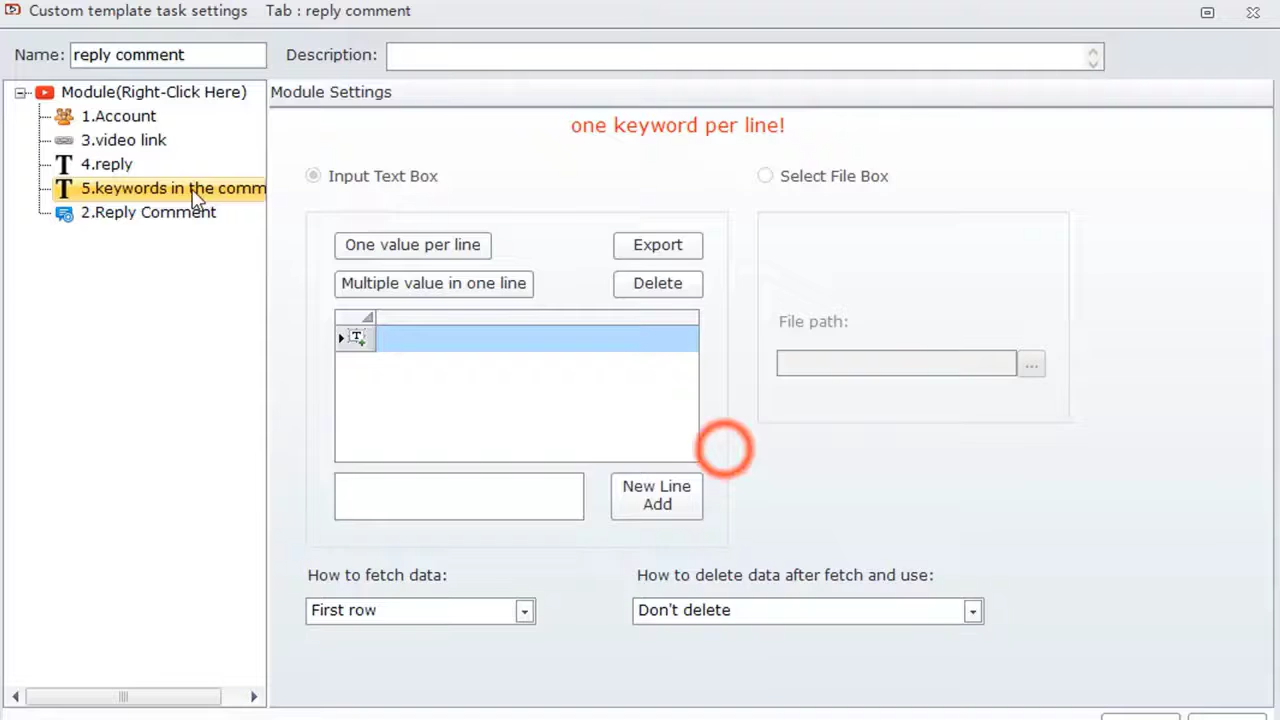 Custom template task settings Tab : reply comment
Name: reply comment Description:
Module(Right-Click Here)
1.Account
3.video link
4.reply
5.keywords in the comm
2.Reply Comment
Module Settings
one keyword per line!
Input Text Box
Select File Box
One value per line Export
Multiple value in one line Delete
File path:
...
New Line
Add
How to fetch data: How to delete data after fetch and use:
First row Don't delete